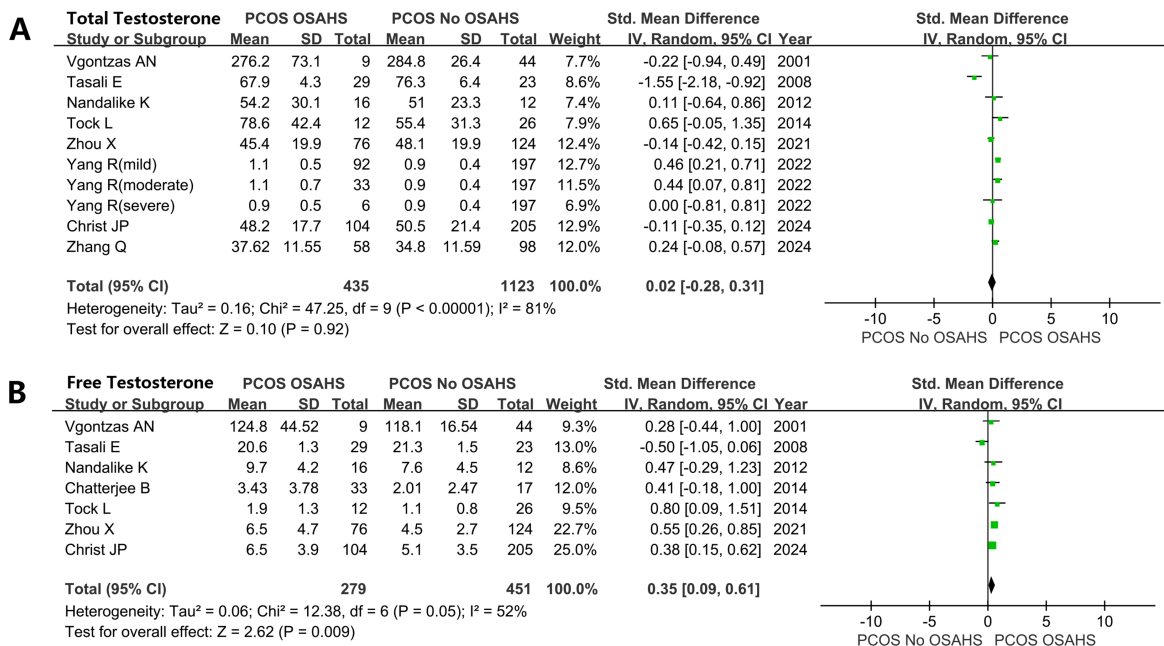 A
Total Testosterone PCOS OSAHS PCOS No OSAHS Std. Mean Difference Std. Mean Difference
Study or Subgroup Mean SD Total Mean SD Total Weight IV, Random, 95% CI Year IV, Random, 95% CI
Vgontzas AN 276.2 73.1 9 284.8 26.4 44 7.7% -0.22 [-0.94, 0.49] 2001
Tasali E 67.9 4.3 29 76.3 6.4 23 8.6% -1.55 [-2.18, -0.92] 2008
Nandalike K 54.2 30.1 16 51 23.3 12 7.4% 0.11 [-0.64, 0.86] 2012
Tock L 78.6 42.4 12 55.4 31.3 26 7.9% 0.65 [-0.05, 1.35] 2014
Zhou X 45.4 19.9 76 48.1 19.9 124 12.4% -0.14 [-0.42, 0.15] 2021
Yang R(mild) 1.1 0.5 92 0.9 0.4 197 12.7% 0.46 [0.21, 0.71] 2022
Yang R(moderate) 1.1 0.7 33 0.9 0.4 197 11.5% 0.44 [0.07, 0.81] 2022
Yang R(severe) 0.9 0.5 6 0.9 0.4 197 6.9% 0.00 [-0.81, 0.81] 2022
Christ JP 48.2 17.7 104 50.5 21.4 205 12.9% -0.11 [-0.35, 0.12] 2024
Zhang Q 37.62 11.55 58 34.8 11.59 98 12.0% 0.24 [-0.08, 0.57] 2024
Total (95% CI) 435 1123 100.0% 0.02 [-0.28, 0.31]
Heterogeneity: Tau² = 0.16; Chi² = 47.25, df = 9 (P < 0.00001); I² = 81%
Test for overall effect: Z = 0.10 (P = 0.92)
-10 -5 0 5 10
PCOS No OSAHS PCOS OSAHS
B
Free Testosterone PCOS OSAHS PCOS No OSAHS Std. Mean Difference Std. Mean Difference
Study or Subgroup Mean SD Total Mean SD Total Weight IV, Random, 95% CI Year IV, Random, 95% CI
Vgontzas AN 124.8 44.52 9 118.1 16.54 44 9.3% 0.28 [-0.44, 1.00] 2001
Tasali E 20.6 1.3 29 21.3 1.5 23 13.0% -0.50 [-1.05, 0.06] 2008
Nandalike K 9.7 4.2 16 7.6 4.5 12 8.6% 0.47 [-0.29, 1.23] 2012
Chatterjee B 3.43 3.78 33 2.01 2.47 17 12.0% 0.41 [-0.18, 1.00] 2014
Tock L 1.9 1.3 12 1.1 0.8 26 9.5% 0.80 [0.09, 1.51] 2014
Zhou X 6.5 4.7 76 4.5 2.7 124 22.7% 0.55 [0.26, 0.85] 2021
Christ JP 6.5 3.9 104 5.1 3.5 205 25.0% 0.38 [0.15, 0.62] 2024
Total (95% CI) 279 451 100.0% 0.35 [0.09, 0.61]
Heterogeneity: Tau² = 0.06; Chi² = 12.38, df = 6 (P = 0.05); I² = 52%
Test for overall effect: Z = 2.62 (P = 0.009)
-10 -5 0 5 10
PCOS No OSAHS PCOS OSAHS